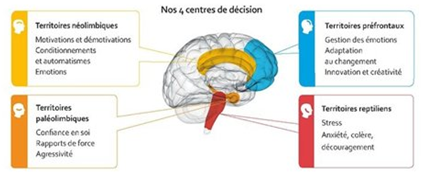 Nos 4 centres de décision
Territoires néolimbiques
Motivations et démotivations
Conditionnements
et automatismes
Emotions
Territoires préfrontaux
Gestion des émotions
Adaptation
au changement
Innovation et créativité
Territoires
paléolimbiques
Confiance en soi
Rapports de force
Agressivité
Territoires reptiliens
Stress
Anxiété, colère,
découragement